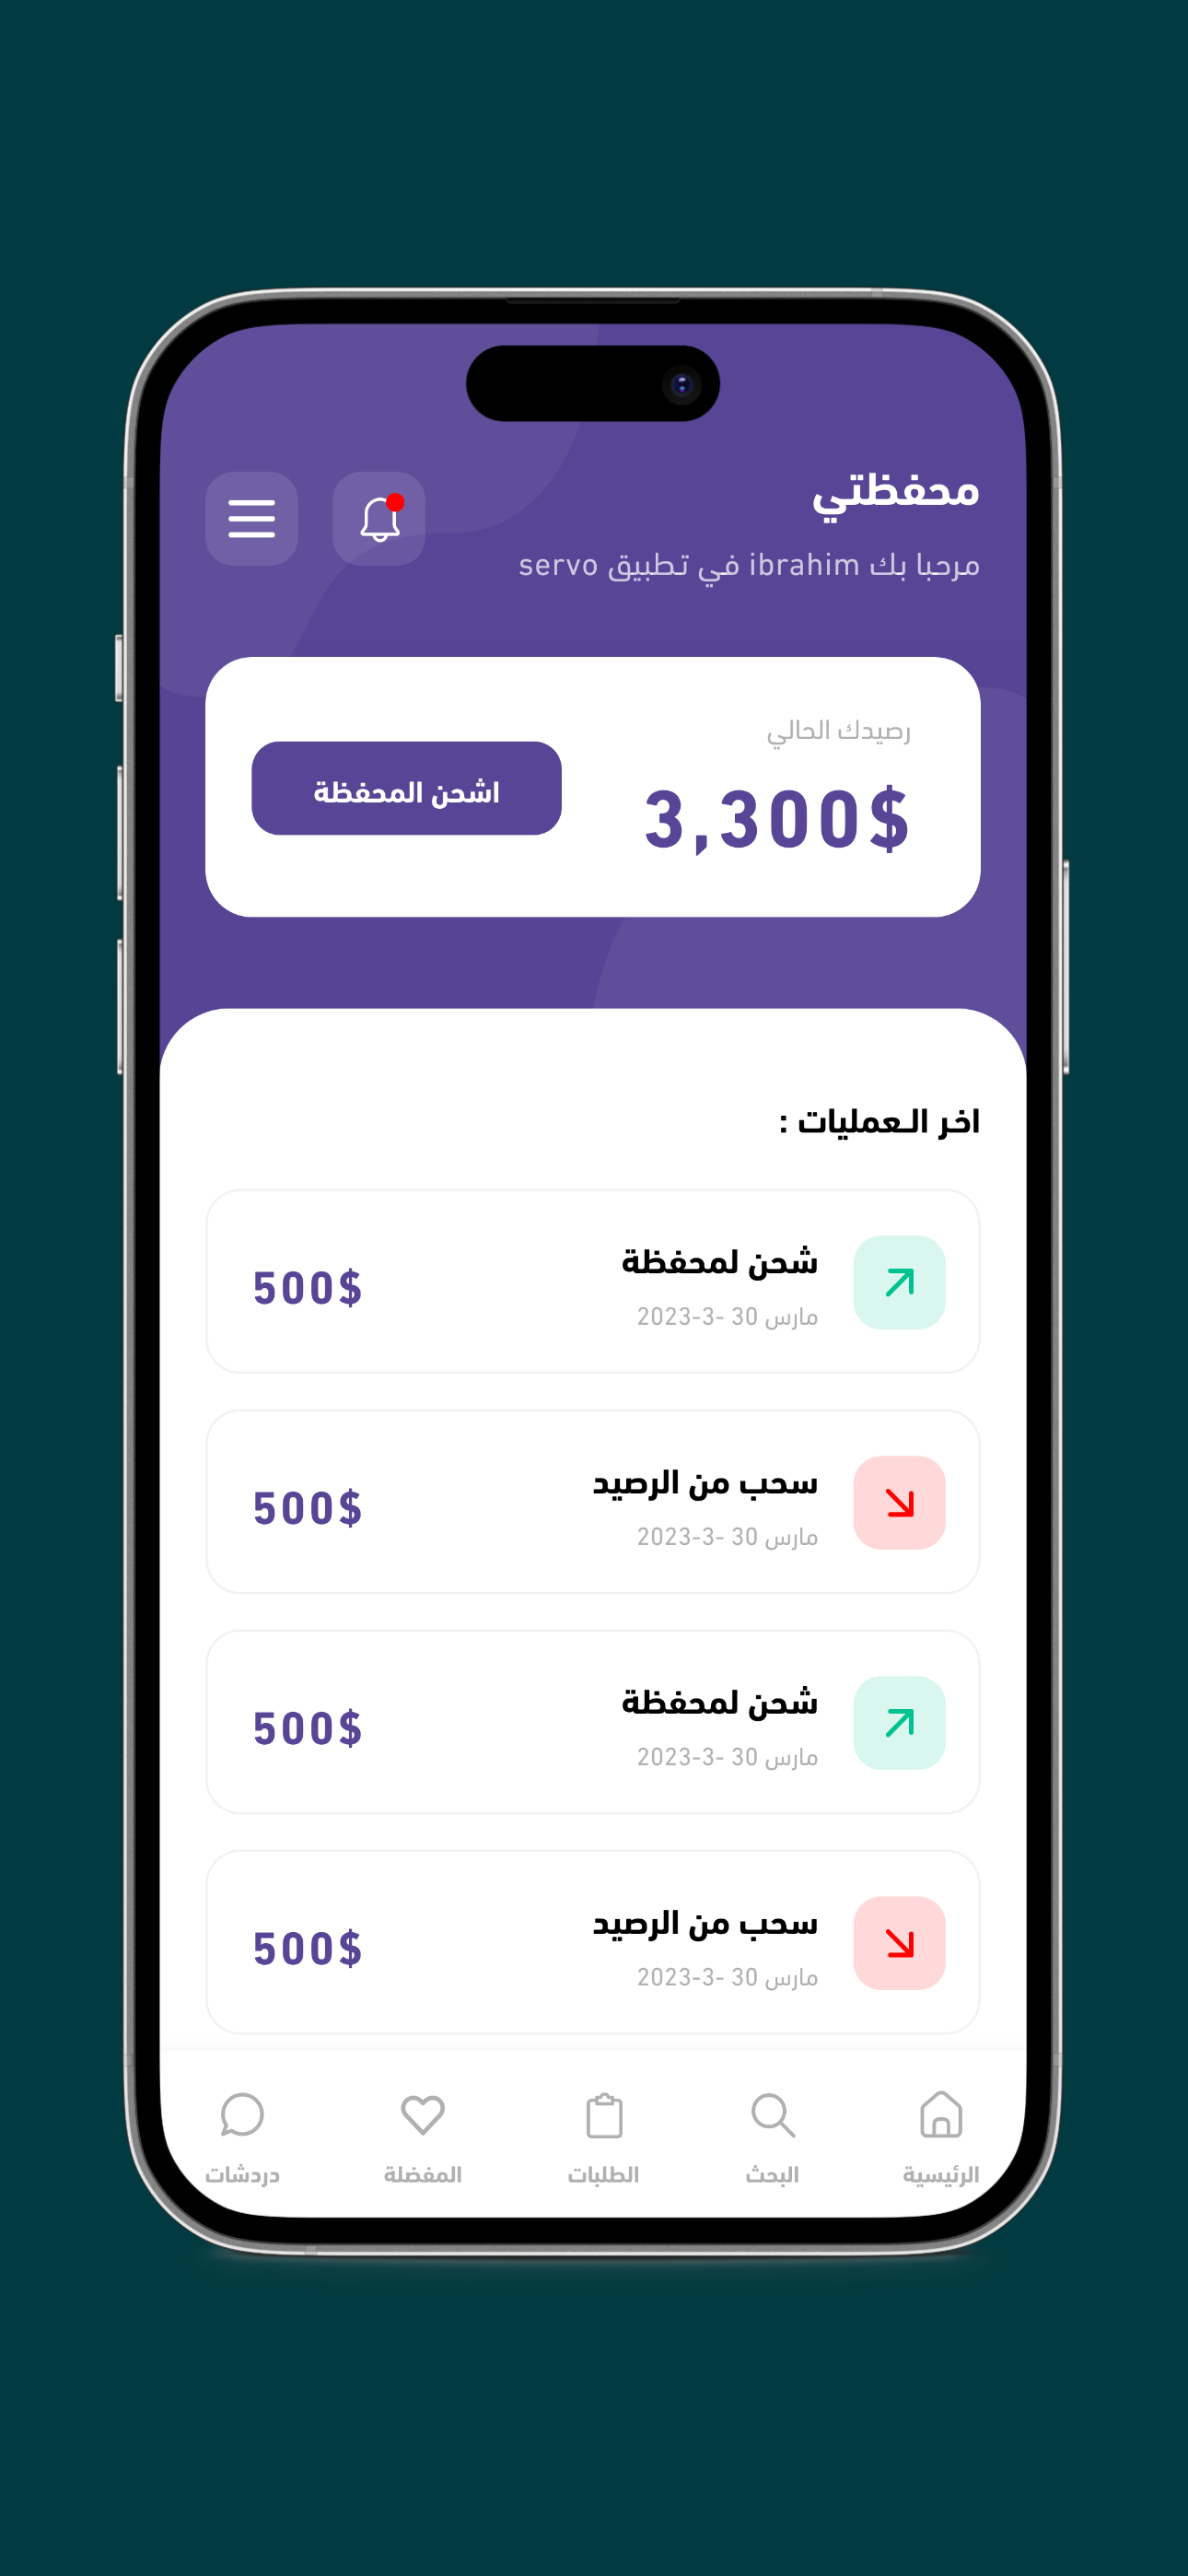 محفظتي
مرحبا بك ibrahim في تطبيق servo
رصيدك الحالي
3,300$
اشحن المحفظة
اخر العمليات :
شحن لمحفظة
مارس 30 -3-2023
500$
سحب من الرصيد
مارس 30 -3-2023
500$
شحن لمحفظة
مارس 30 -3-2023
500$
سحب من الرصيد
مارس 30 -3-2023
500$
الرئيسية
البحث
الطلبات
المفضلة
دردشات